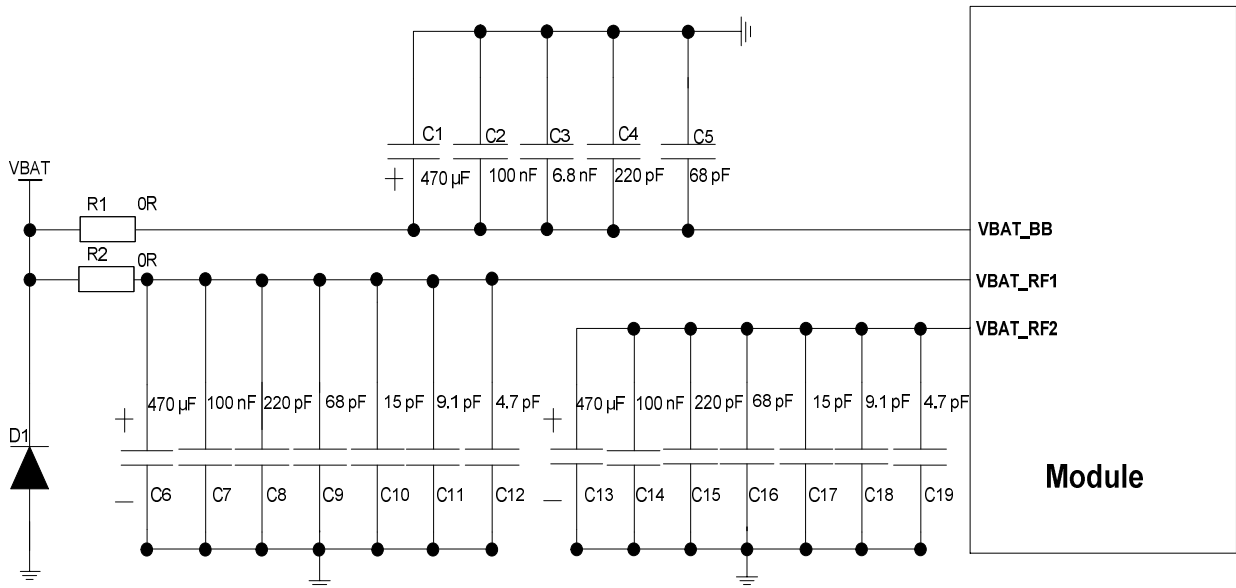 C1 C2 C3 C4 C5
+ 470 µF 100 nF 6.8 nF 220 pF 68 pF
VBAT
R1 0R
VBAT_BB
R2 0R
VBAT_RF1
VBAT_RF2
+ 470 µF 100 nF 220 pF 68 pF 15 pF 9.1 pF 4.7 pF
+ 470 µF 100 nF 220 pF 68 pF 15 pF 9.1 pF 4.7 pF
D1
− C6 C7 C8 C9 C10 C11 C12
− C13 C14 C15 C16 C17 C18 C19
Module